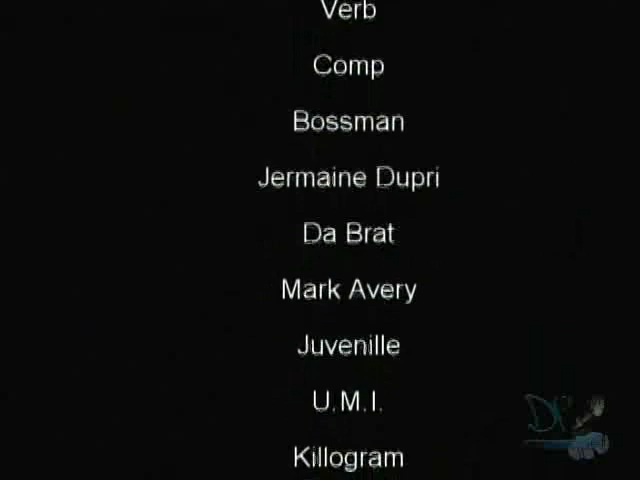 Verb
Comp
Bossman
Jermaine Dupri
Da Brat
Mark Avery
Juvenille
U.M.I.
Killogram